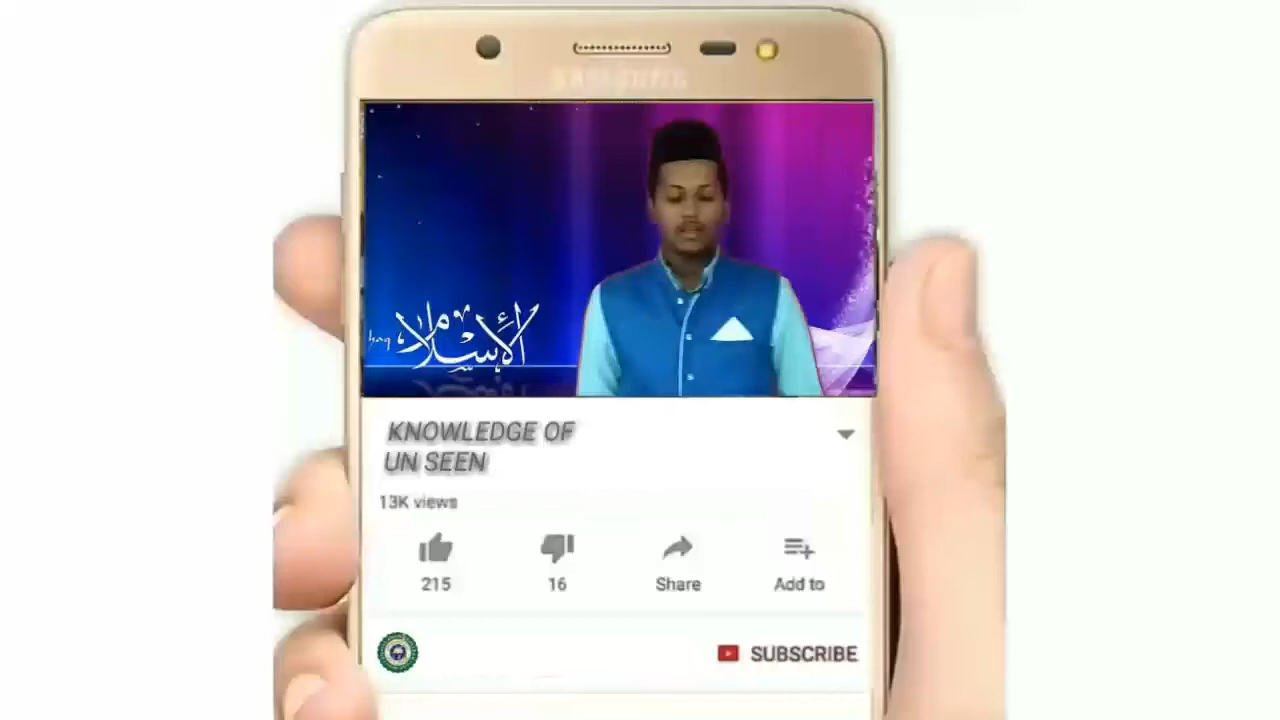 SAMSUNG
الإسلام
KNOWLEDGE OF
UN SEEN
13K views
215
16
Share
Add to
SUBSCRIBE